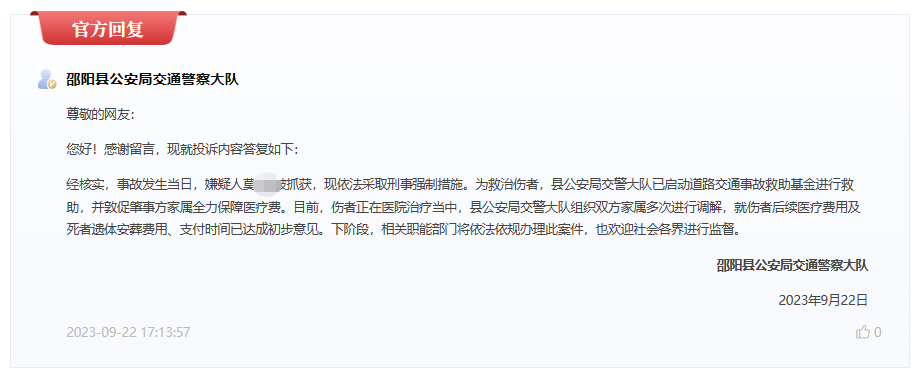 官方回复
邵阳县公安局交通警察大队
尊敬的网友：
您好！感谢留言，现就投诉内容答复如下：
经核实，事故发生当日，嫌疑人莫 被抓获，现依法采取刑事强制措施。为救治伤者，县公安局交警大队已启动道路交通事故救助基金进行救
助，并敦促肇事方家属全力保障医疗费。目前，伤者正在医院治疗当中，县公安局交警大队组织双方家属多次进行调解，就伤者后续医疗费用及
死者遗体安葬费用、支付时间已达成初步意见。下阶段，相关职能部门将依法依规办理此案件，也欢迎社会各界进行监督。
邵阳县公安局交通警察大队
2023年9月22日
2023-09-22 17:13:57
0